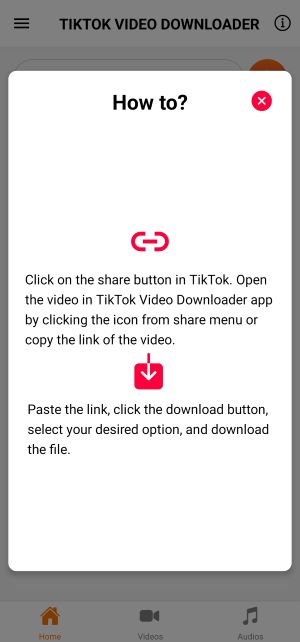 TIKTOK VIDEO DOWNLOADER
How to?
Click on the share button in TikTok. Open
the video in TikTok Video Downloader app
by clicking the icon from share menu or
copy the link of the video.
Paste the link, click the download button,
select your desired option, and download
the file.
Home
Videos
Audios